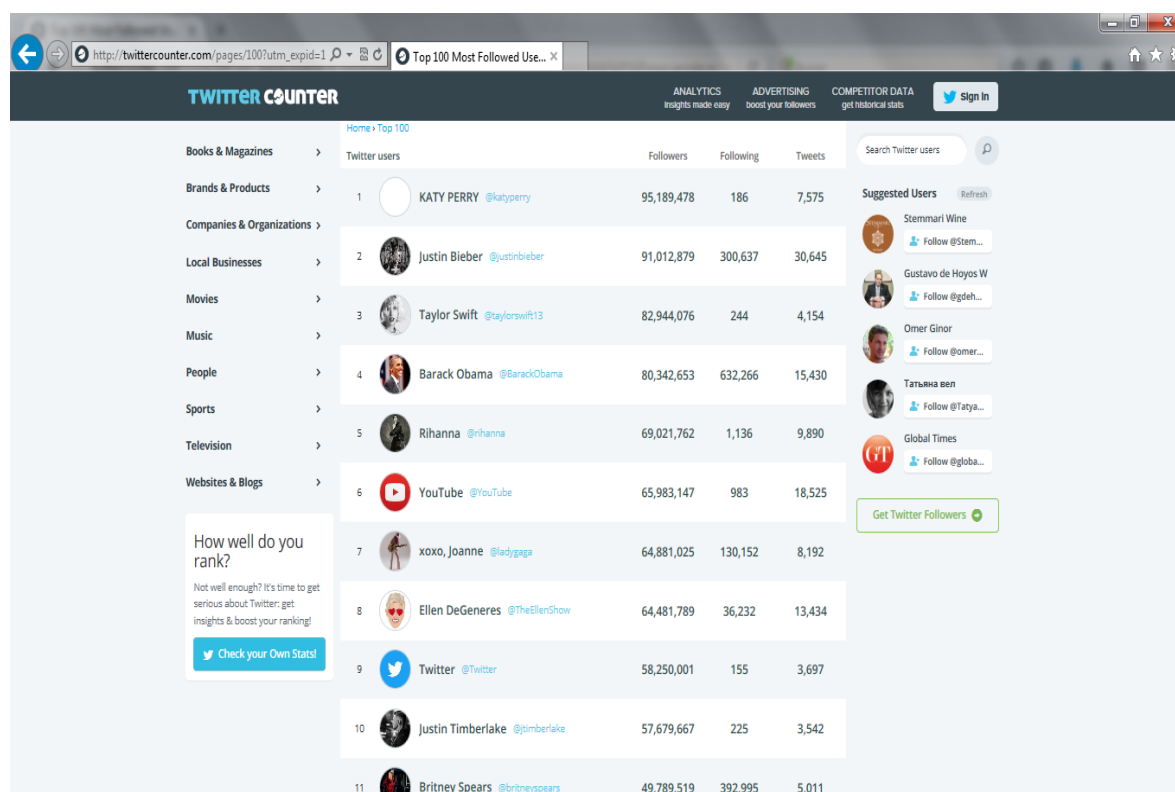 http://twittercounter.com/pages/100?utm_expid=1
Top 100 Most Followed Use...
TWITTER COUNTER
ANALYTICS
Insights made easy
ADVERTISING
boost your followers
COMPETITOR DATA
get historical stats
Sign In
Books & Magazines
Brands & Products
Companies & Organizations
Local Businesses
Movies
Music
People
Sports
Television
Websites & Blogs
How well do you
rank?
Not well enough? It's time to get
serious about Twitter: get
insights & boost your ranking!
Check your Own Stats!
Home › Top 100
Twitter users Followers Following Tweets
1 KATY PERRY @katyperry 95,189,478 186 7,575
2 Justin Bieber @justinbieber 91,012,879 300,637 30,645
3 Taylor Swift @taylorswift13 82,944,076 244 4,154
4 Barack Obama @BarackObama 80,342,653 632,266 15,430
5 Rihanna @rihanna 69,021,762 1,136 9,890
6 YouTube @YouTube 65,983,147 983 18,525
7 xoxo, Joanne @ladygaga 64,881,025 130,152 8,192
8 Ellen DeGeneres @TheEllenShow 64,481,789 36,232 13,434
9 Twitter @Twitter 58,250,001 155 3,697
10 Justin Timberlake @jtimberlake 57,679,667 225 3,542
11 Britney Spears @britneyspears 49,789,519 392,995 5,011
Search Twitter users
Suggested Users Refresh
Stemmari Wine
Follow @Stem...
Gustavo de Hoyos W
Follow @gdeh...
Omer Ginor
Follow @omer...
Татьяна вел
Follow @Tatya...
Global Times
GT
Follow @globa...
Get Twitter Followers